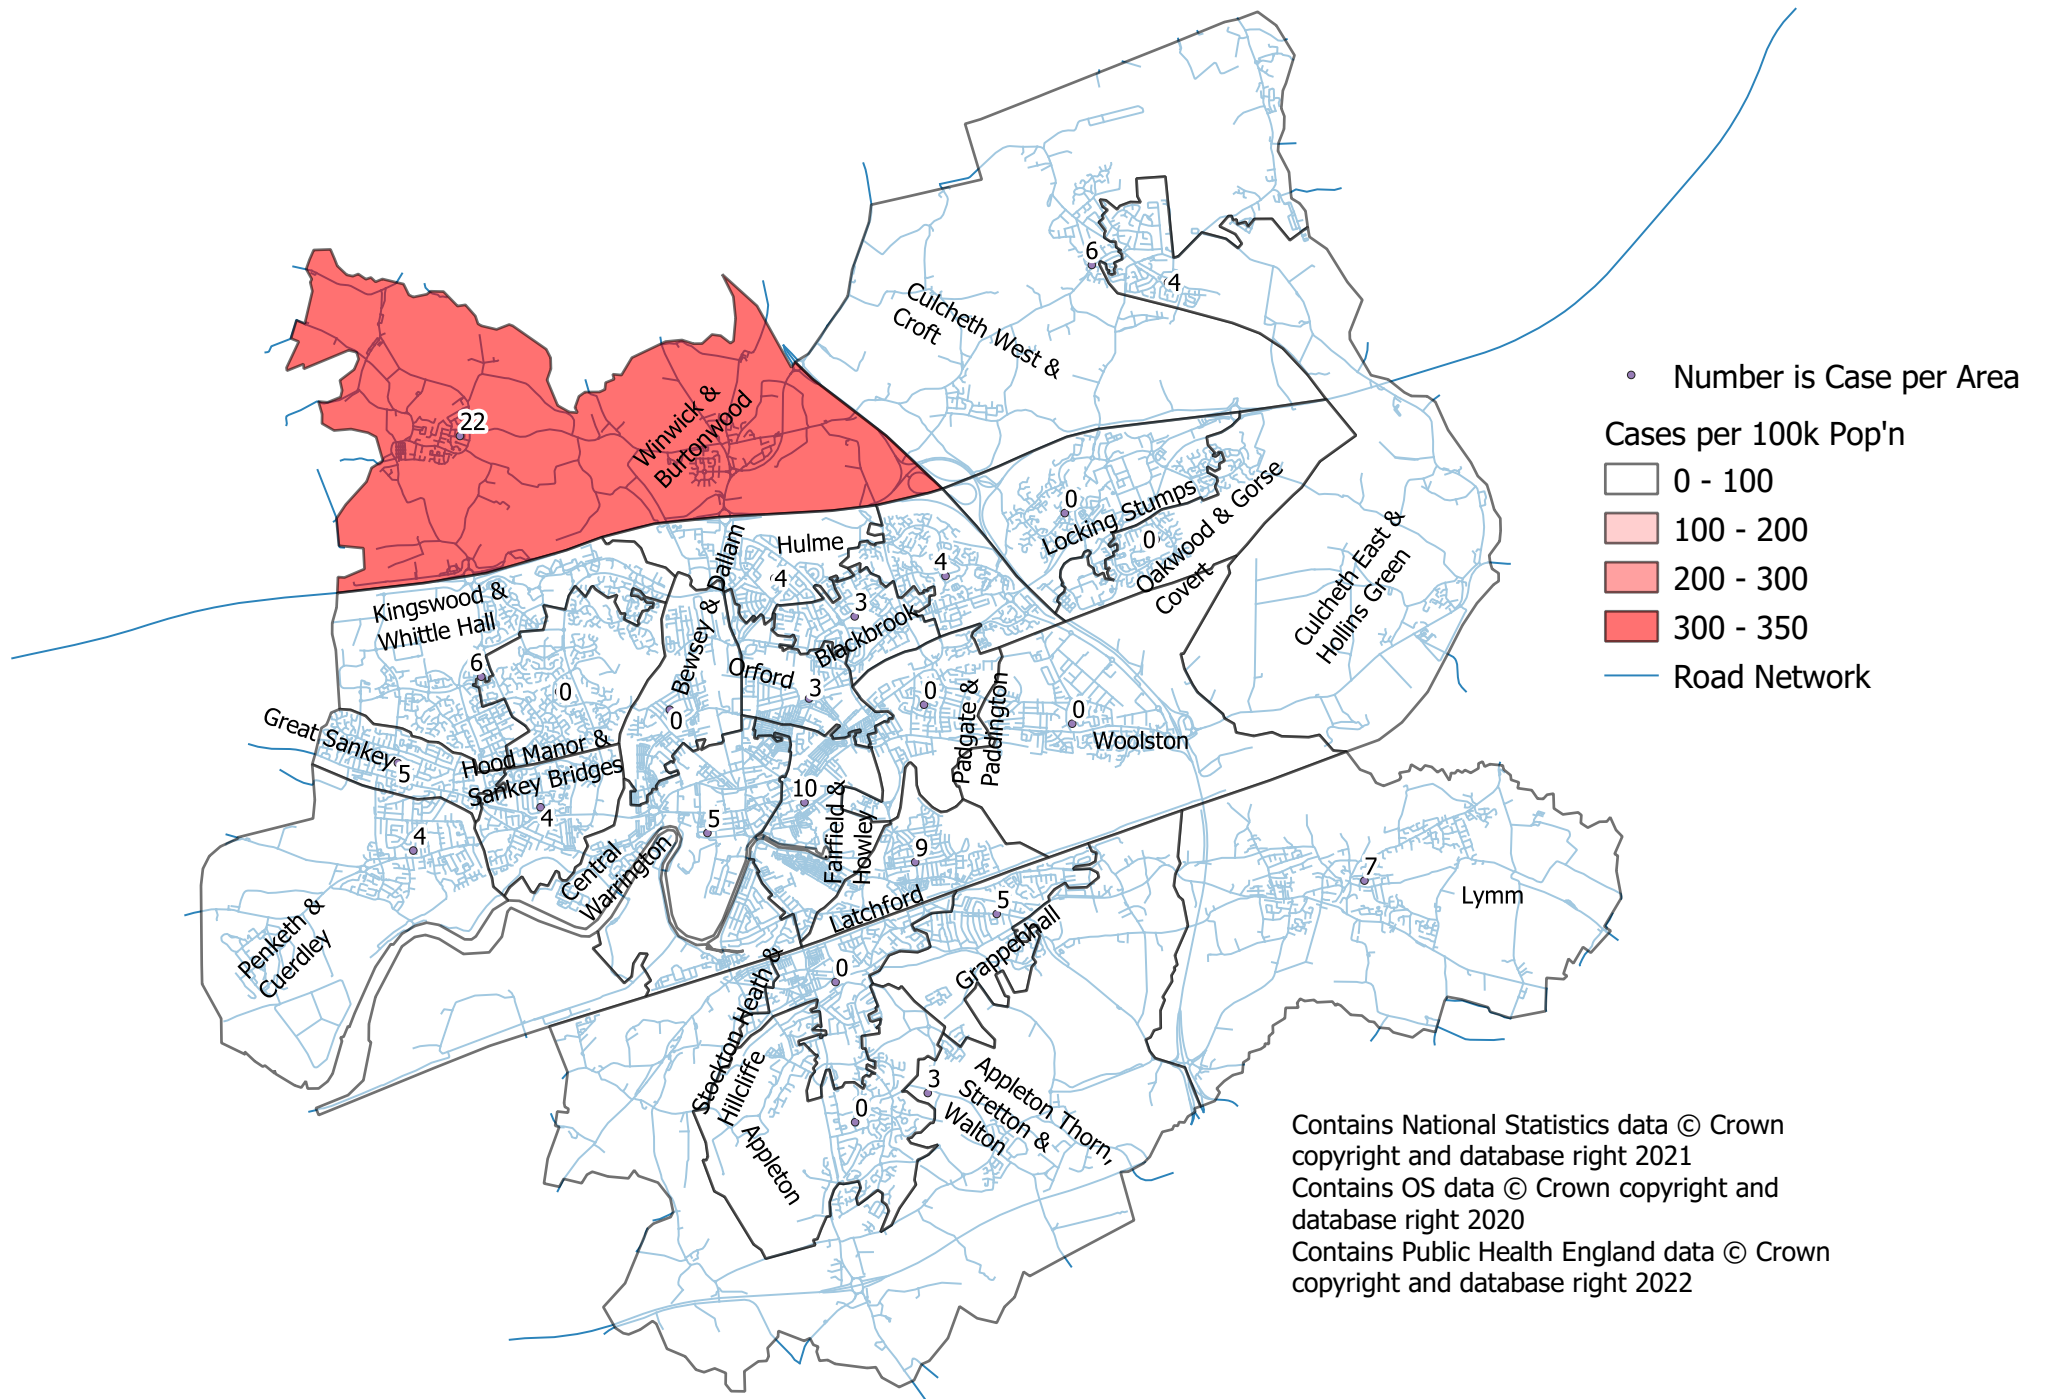 6
4
Culcheth West &
Croft
22
Winwick &
Burtonwood
0
Locking Stumps
0
Oakwood & Gorse
Covert
Culcheth East &
Hollins Green
Hulme
4
4
3
Blackbrook
Kingswood &
Whittle Hall
6
0
Bewsey & Dallam
0
Orford
3
0
Padgate &
Paddington
0
Woolston
Great Sankey
5
Hood Manor &
Sankey Bridges
4
4
5
10
Fairfield &
Howley
9
Central
Warrington
Latchford
5
Grappenhall
7
Lymm
Penketh &
Cuerdley
0
Stockton Heath &
Hillcliffe
3
0
Appleton
Appleton Thorn,
Stretton &
Walton
Number is Case per Area
Cases per 100k Pop'n
0 - 100
100 - 200
200 - 300
300 - 350
Road Network
Contains National Statistics data © Crown
copyright and database right 2021
Contains OS data © Crown copyright and
database right 2020
Contains Public Health England data © Crown
copyright and database right 2022